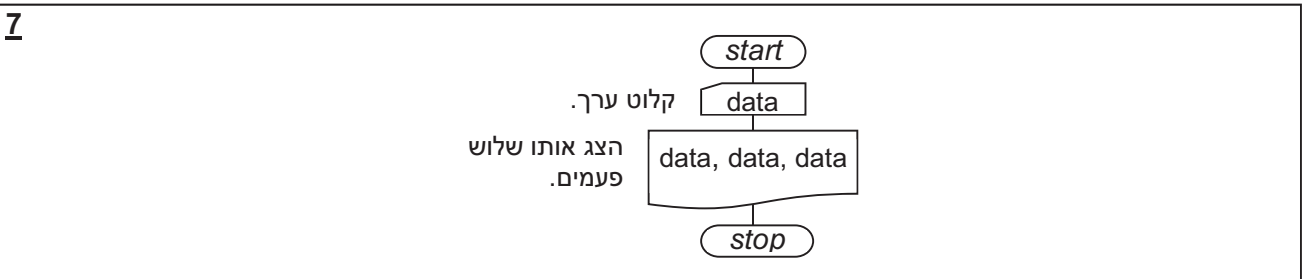 7
start
קלוט ערך.
data
הצג אותו שלוש
פעמים.
data, data, data
stop